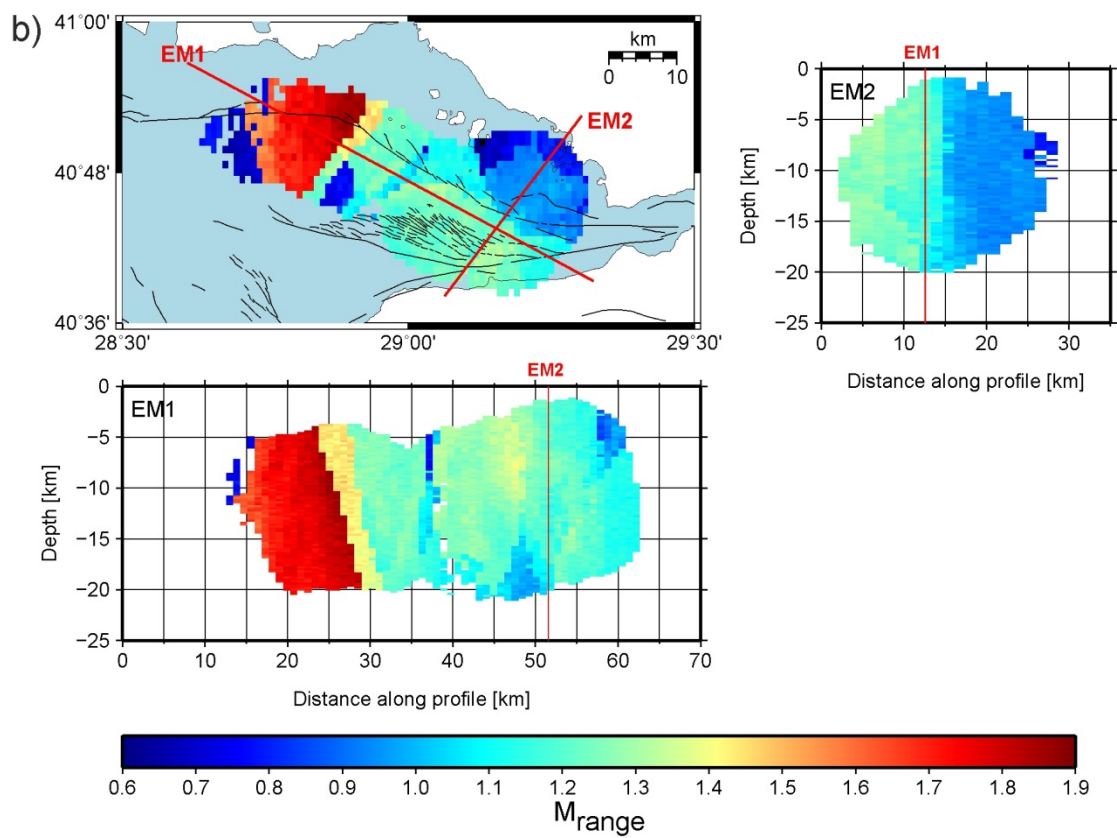 b)
41°00'
40°48'
40°36'
28°30' 29°00' 29°30'
EM1
EM2
km
0 10
EM1
EM2
0
−5
−10
−15
−20
−25
Depth [km]
0 10 20 30
Distance along profile [km]
EM2
EM1
0
−5
−10
−15
−20
−25
Depth [km]
0 10 20 30 40 50 60 70
Distance along profile [km]
0.6 0.7 0.8 0.9 1.0 1.1 1.2 1.3 1.4 1.5 1.6 1.7 1.8 1.9
Mrange